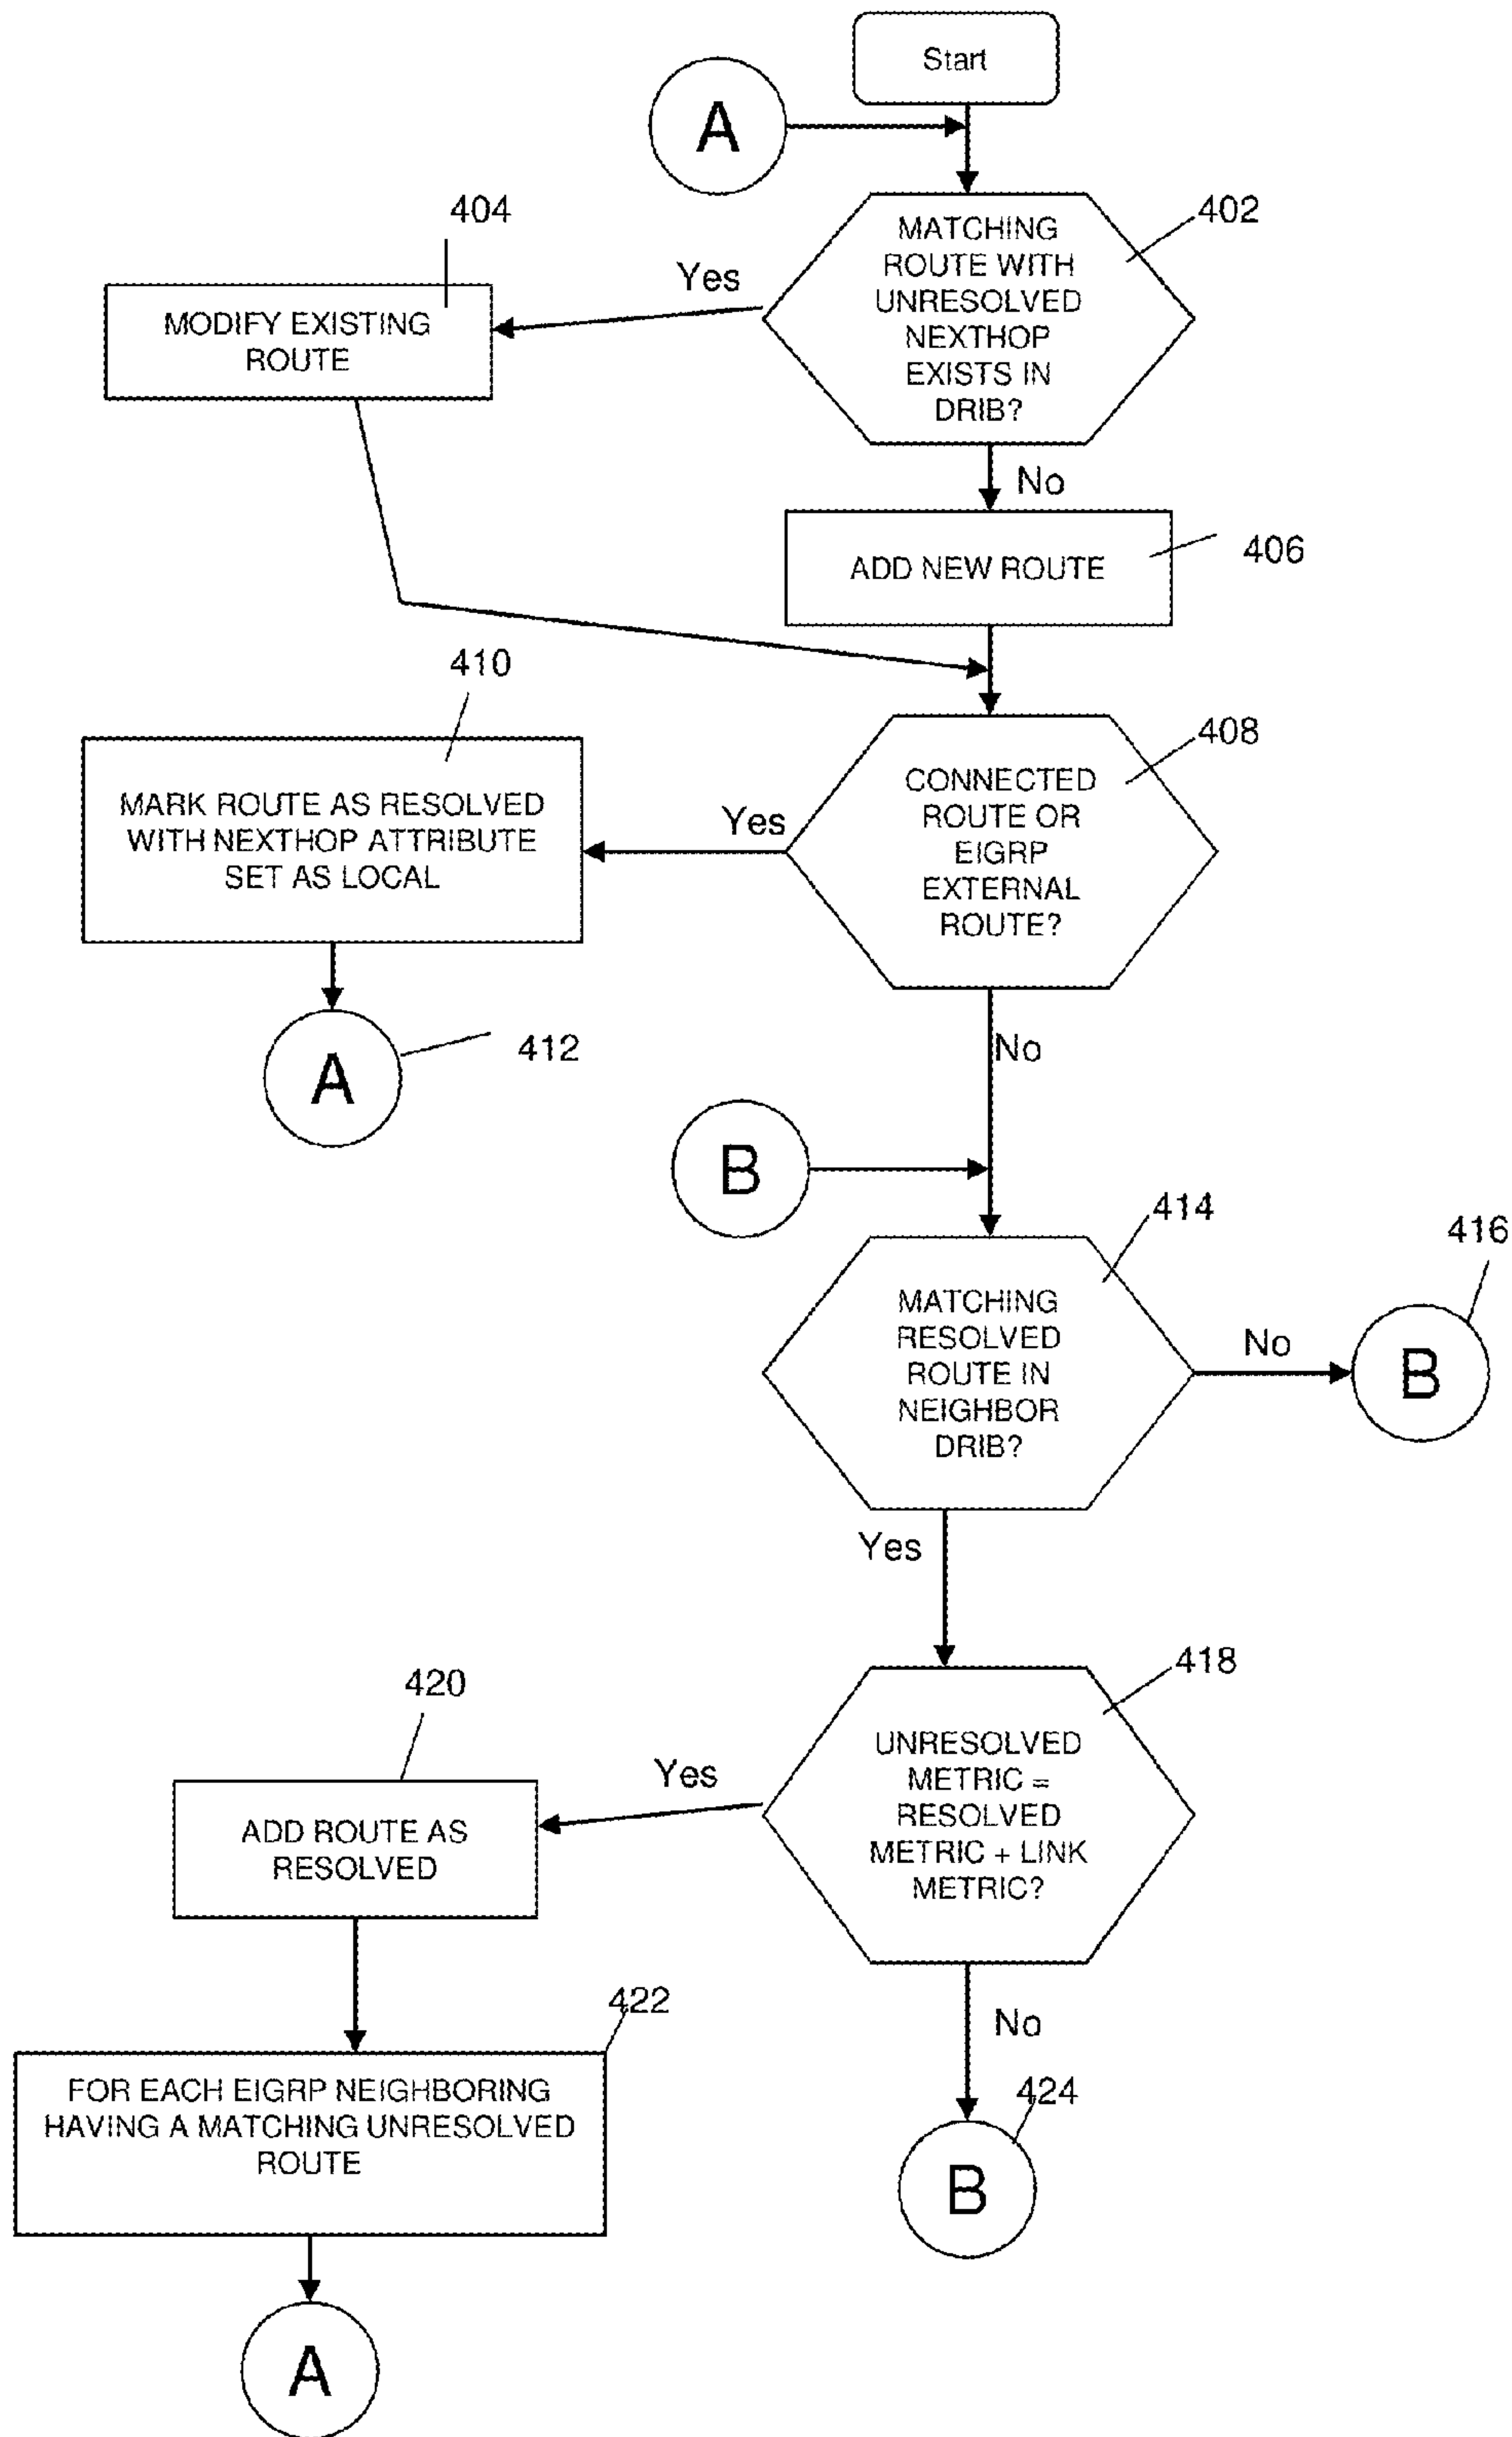 Start
A
404
402
MATCHING
ROUTE WITH
UNRESOLVED
NEXTHOP
EXISTS IN
DRIB?
Yes
MODIFY EXISTING
ROUTE
No
ADD NEW ROUTE
406
410
408
CONNECTED
ROUTE OR
EIGRP
EXTERNAL
ROUTE?
Yes
MARK ROUTE AS RESOLVED
WITH NEXTHOP ATTRIBUTE
SET AS LOCAL
No
A
412
B
414
416
MATCHING
RESOLVED
ROUTE IN
NEIGHBOR
DRIB?
No
B
Yes
418
420
UNRESOLVED
METRIC =
RESOLVED
METRIC + LINK
METRIC?
Yes
ADD ROUTE AS
RESOLVED
422
No
FOR EACH EIGRP NEIGHBORING
HAVING A MATCHING UNRESOLVED
ROUTE
424
B
A